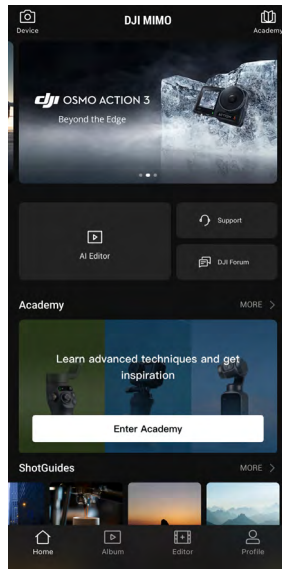 DJI MIMO
Device
Academy
dji OSMO ACTION 3
Beyond the Edge
AI Editor
Support
DJI Forum
Academy
MORE >
Learn advanced techniques and get
inspiration
Enter Academy
ShotGuides
MORE >
Home
Album
Editor
Profile